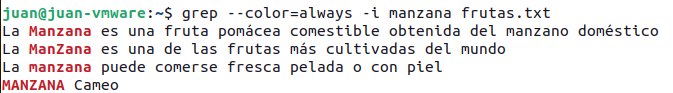 juan@juan-vmware:~$ grep --color=always -i manzana frutas.txt
La ManZana es una fruta pomácea comestible obtenida del manzano doméstico
La ManZana es una de las frutas más cultivadas del mundo
La manzana puede comerse fresca pelada o con piel
MANZANA Cameo